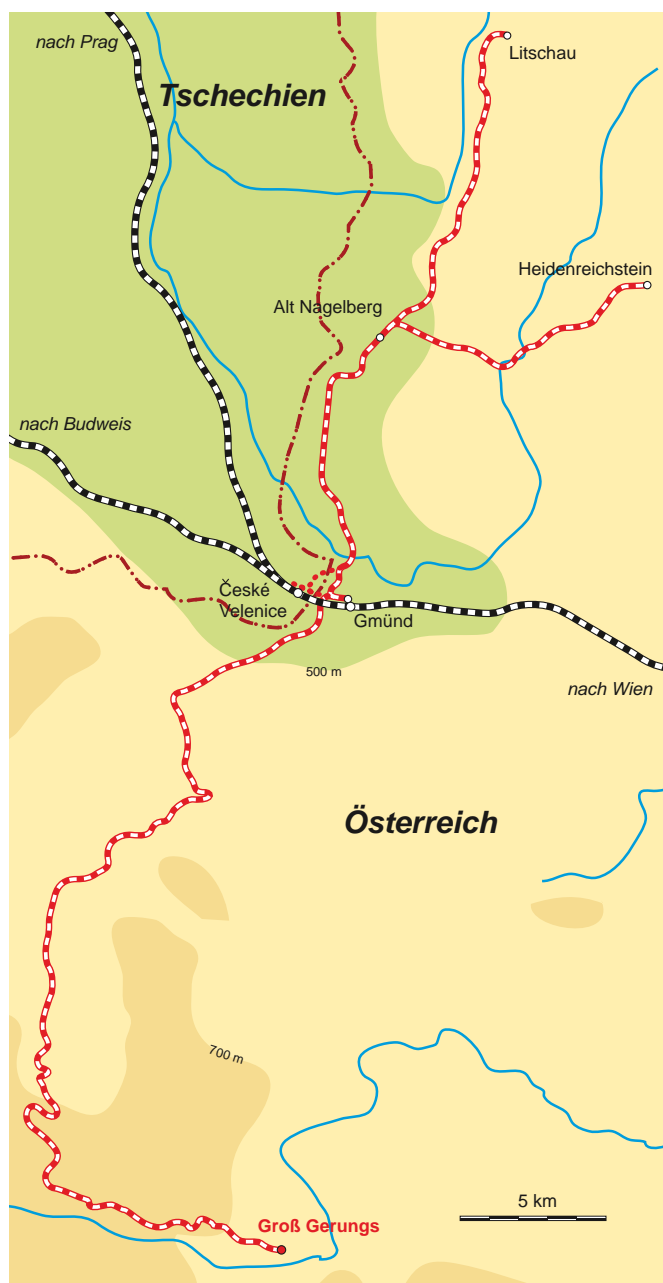 nach Prag
Litschau
Tschechien
Heidenreichstein
Alt Nagelberg
nach Budweis
České
Velenice
Gmünd
500 m
nach Wien
Österreich
700 m
5 km
Groß Gerungs